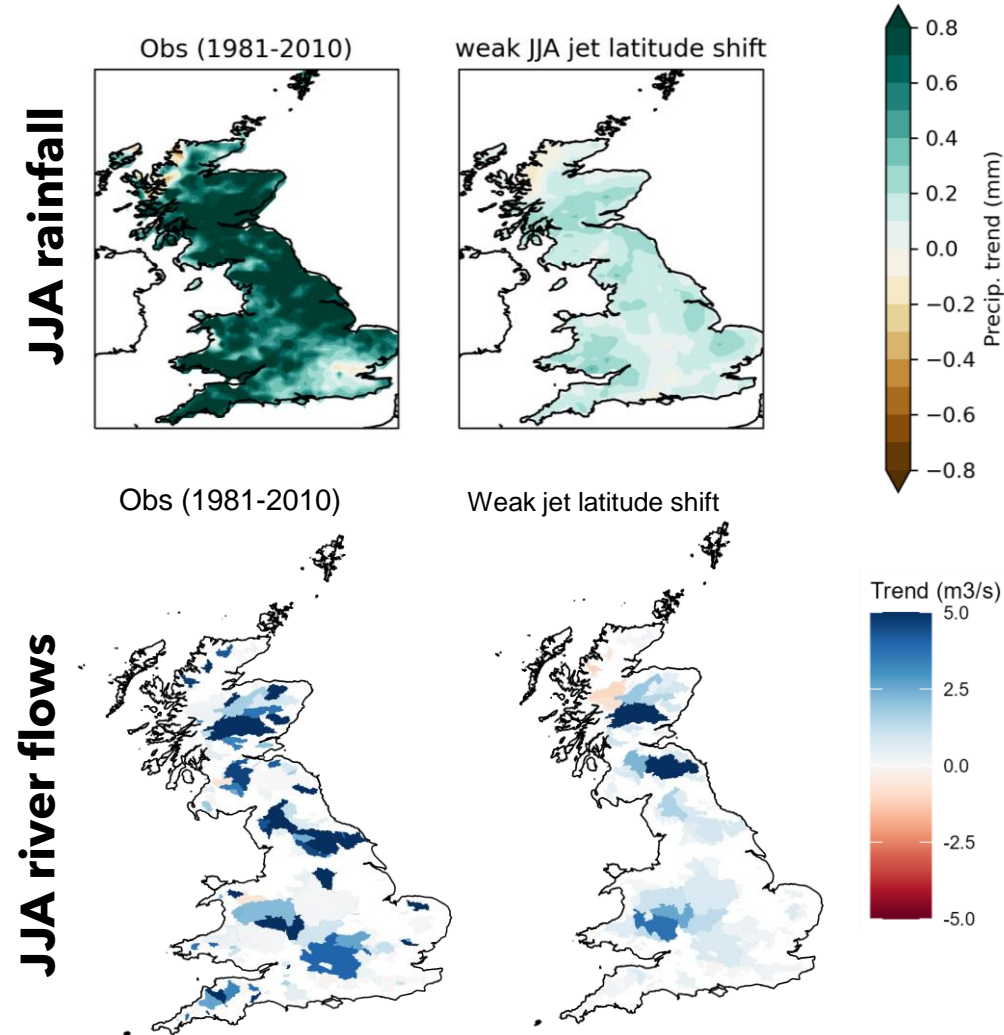 JJA rainfall
Obs (1981-2010)
weak JJA jet latitude shift
0.8
0.6
0.4
0.2
0.0
−0.2
−0.4
−0.6
−0.8
Precip. trend (mm)
JJA river flows
Obs (1981-2010)
Weak jet latitude shift
Trend (m3/s)
5.0
2.5
0.0
-2.5
-5.0